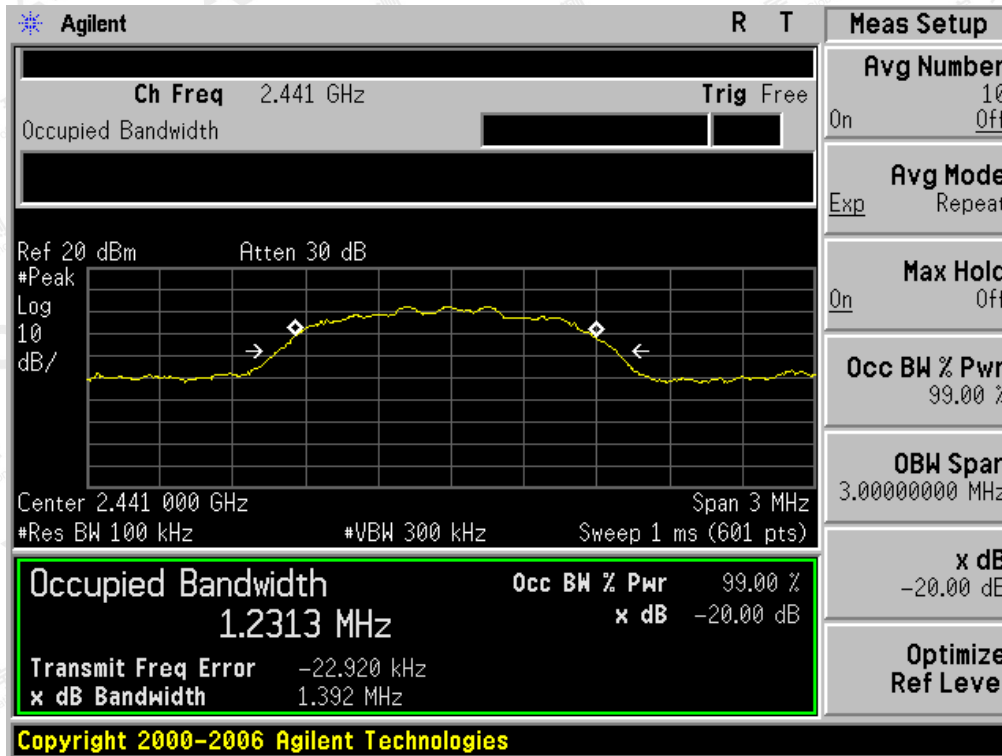 Agilent R T
Ch Freq 2.441 GHz Trig Free
Occupied Bandwidth
Ref 20 dBm Atten 30 dB
#Peak
Log
10
dB/
Center 2.441 000 GHz Span 3 MHz
#Res BW 100 kHz #VBW 300 kHz Sweep 1 ms (601 pts)
Occupied Bandwidth Occ BW % Pwr 99.00 %
1.2313 MHz x dB -20.00 dB
Transmit Freq Error -22.920 kHz
x dB Bandwidth 1.392 MHz
Copyright 2000-2006 Agilent Technologies
Meas Setup
Avg Number
10
On Off
Avg Mode
Exp Repeat
Max Hold
On Off
Occ BW % Pwr
99.00 %
OBW Span
3.00000000 MHz
x dB
-20.00 dB
Optimize
Ref Level